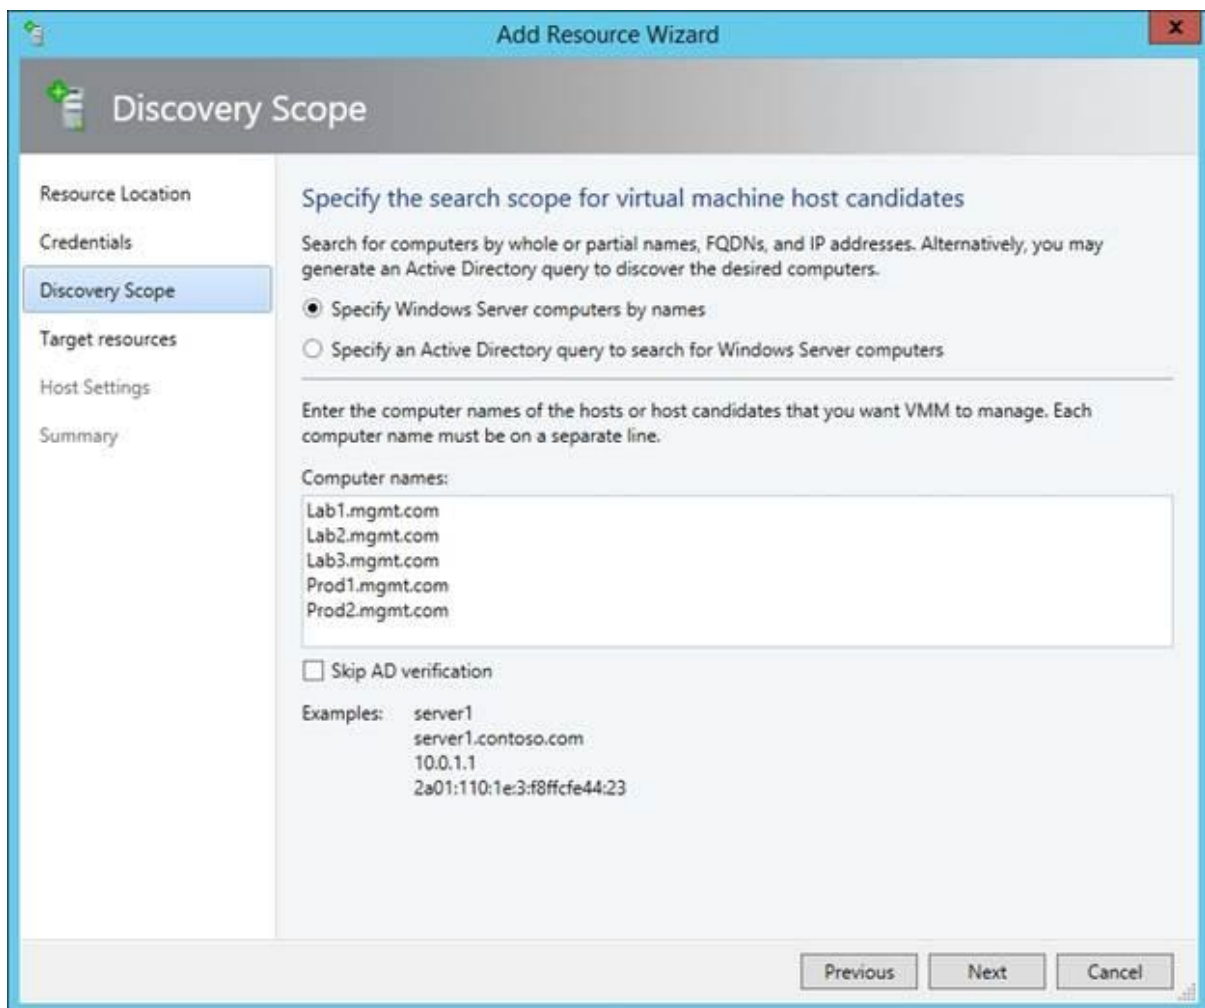 Add Resource Wizard
x
Discovery Scope
Resource Location
Credentials
Discovery Scope
Target resources
Host Settings
Summary
Specify the search scope for virtual machine host candidates
Search for computers by whole or partial names, FQDNs, and IP addresses. Alternatively, you may
generate an Active Directory query to discover the desired computers.
Specify Windows Server computers by names
Specify an Active Directory query to search for Windows Server computers
Enter the computer names of the hosts or host candidates that you want VMM to manage. Each
computer name must be on a separate line.
Computer names:
Lab1.mgmt.com
Lab2.mgmt.com
Lab3.mgmt.com
Prod1.mgmt.com
Prod2.mgmt.com
Skip AD verification
Examples: server1
server1.contoso.com
10.0.1.1
2a01:110:1e:3:f8ffcfe44:23
Previous Next Cancel